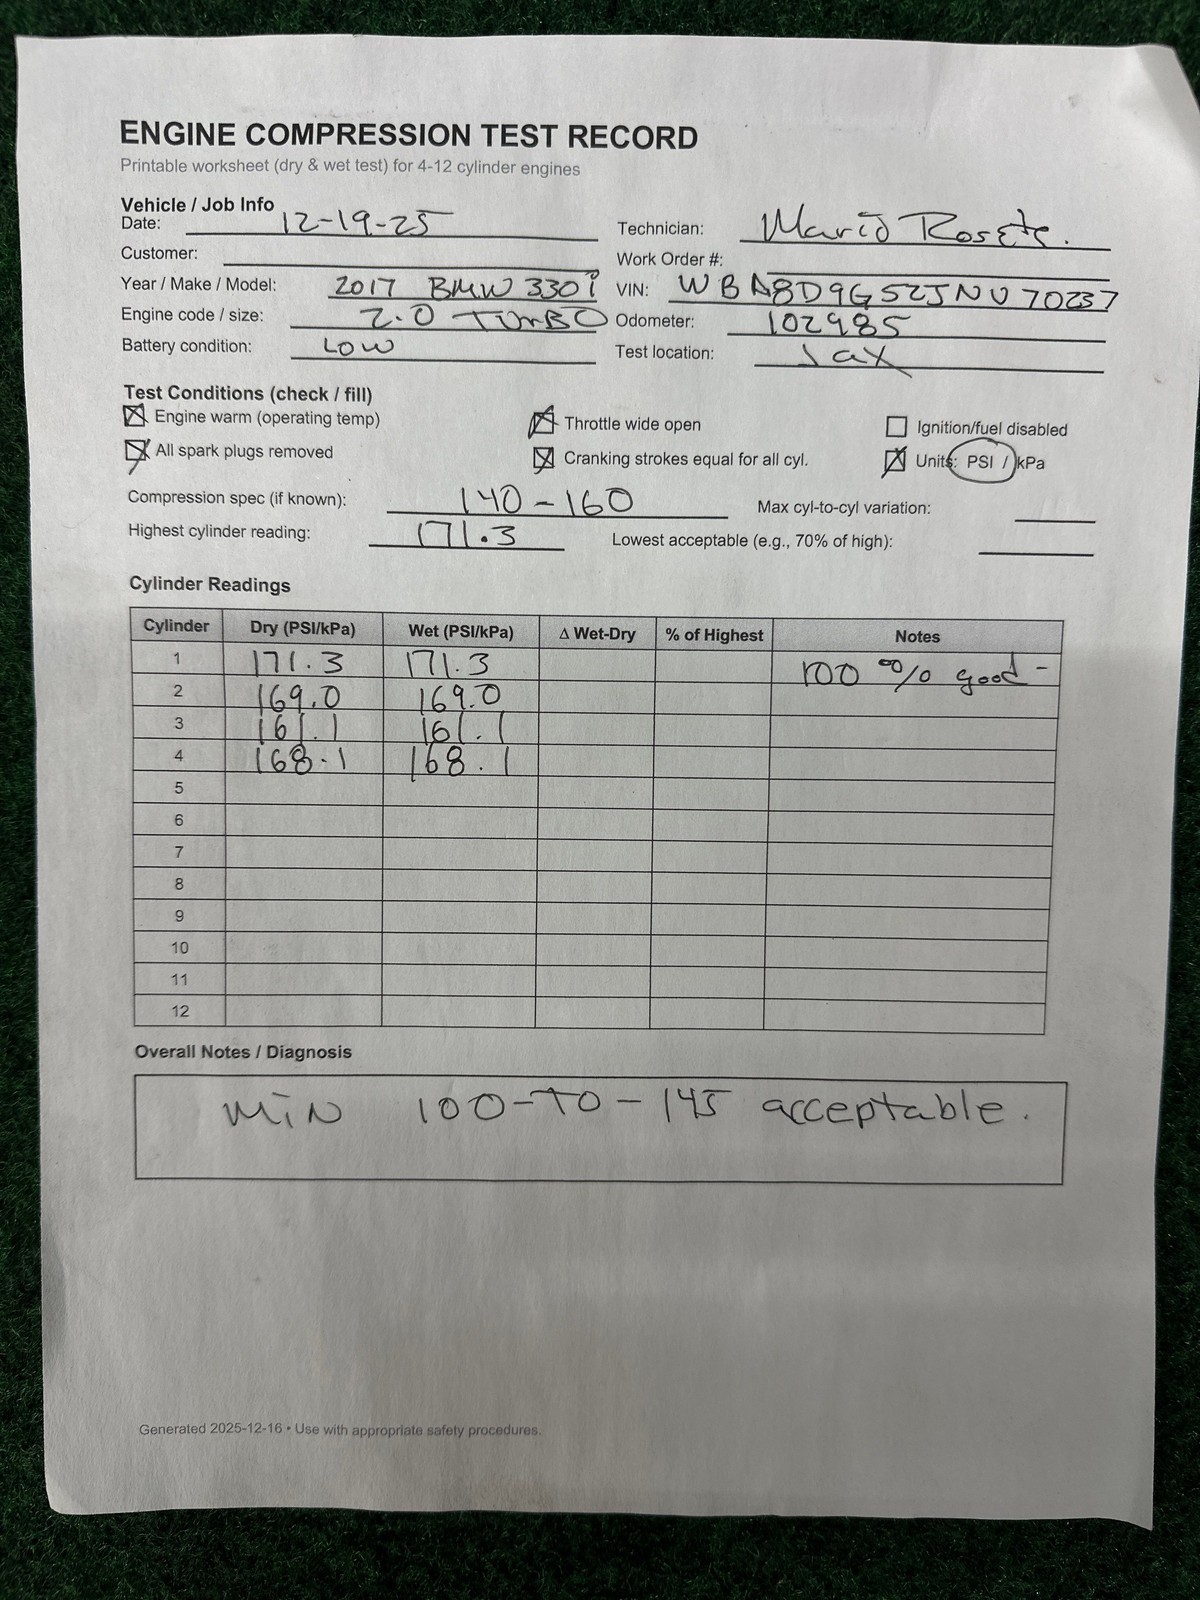 ENGINE COMPRESSION TEST RECORD
Printable worksheet (dry & wet test) for 4-12 cylinder engines
Vehicle / Job Info
Date: 12-19-25
Technician: Mario Rosete.
Customer:
Work Order #:
Year / Make / Model: 2017 BMW 330i
VIN: WBA8D9G52JNU70237
Engine code / size: 2.0 TURBO
Odometer: 102985
Battery condition: LOW
Test location: Jax
Test Conditions (check / fill)
Engine warm (operating temp)
Throttle wide open
Ignition/fuel disabled
All spark plugs removed
Cranking strokes equal for all cyl.
Units: PSI / kPa
Compression spec (if known): 140-160
Max cyl-to-cyl variation:
Highest cylinder reading: 171.3
Lowest acceptable (e.g., 70% of high):
Cylinder Readings
Cylinder Dry (PSI/kPa) Wet (PSI/kPa) Δ Wet-Dry % of Highest Notes
1 171.3 171.3 100 % good-
2 169.0 169.0
3 161.1 161.1
4 168.1 168.1
5
6
7
8
9
10
11
12
Overall Notes / Diagnosis
MiN 100-TO-145 acceptable.
Generated 2025-12-16 • Use with appropriate safety procedures.